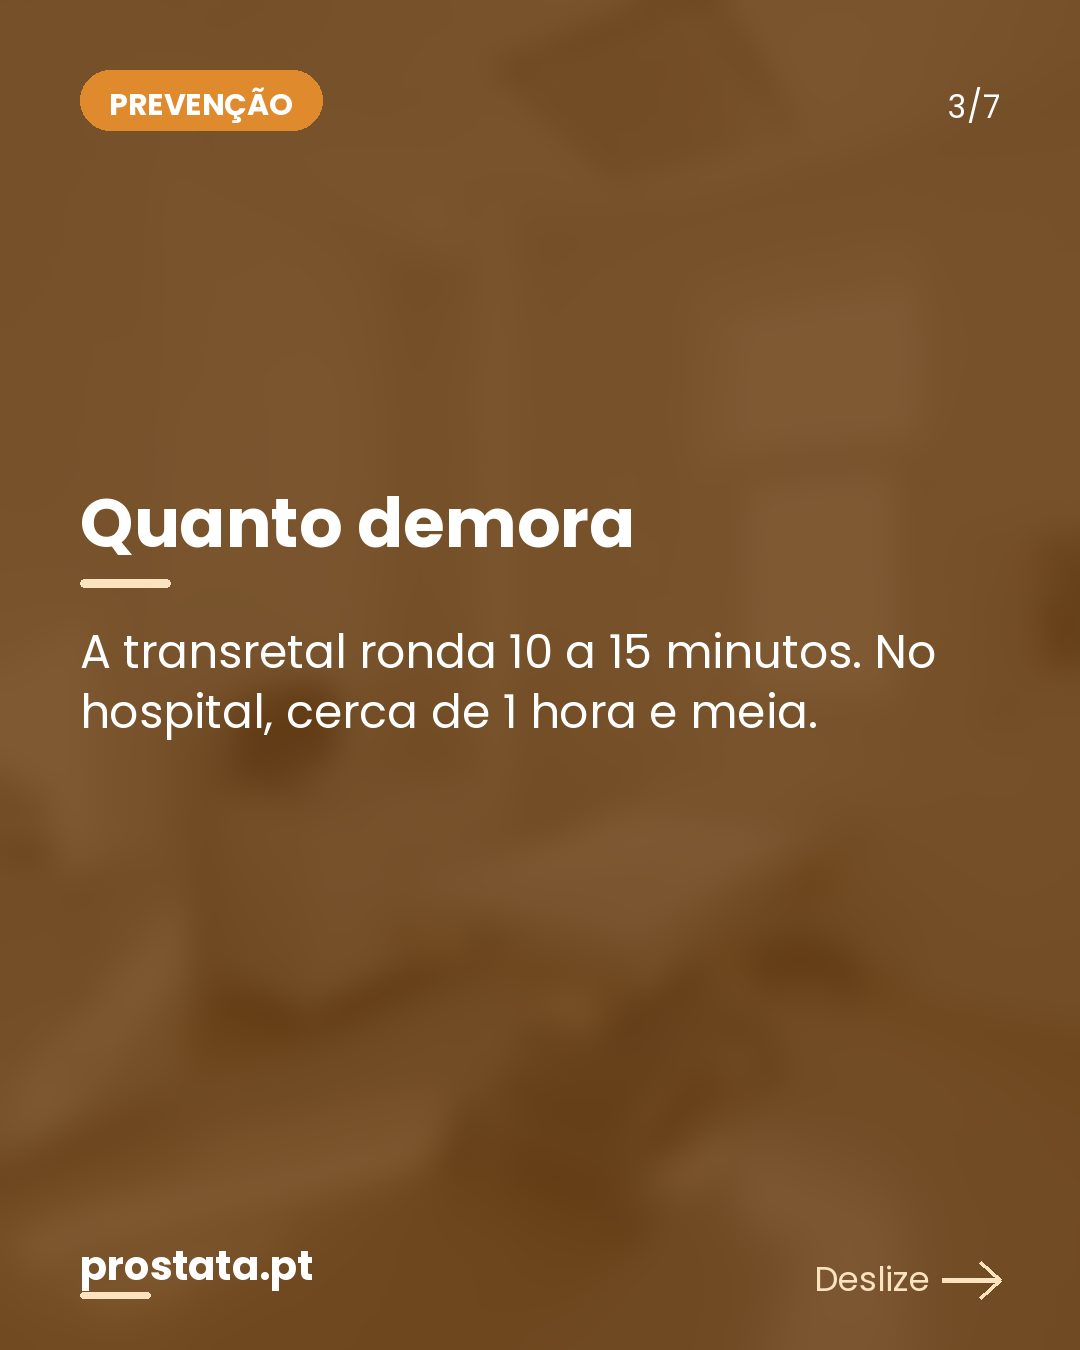 PREVENÇÃO
3/7
Quanto demora
A transretal ronda 10 a 15 minutos. No
hospital, cerca de 1 hora e meia.
prostata.pt
Deslize